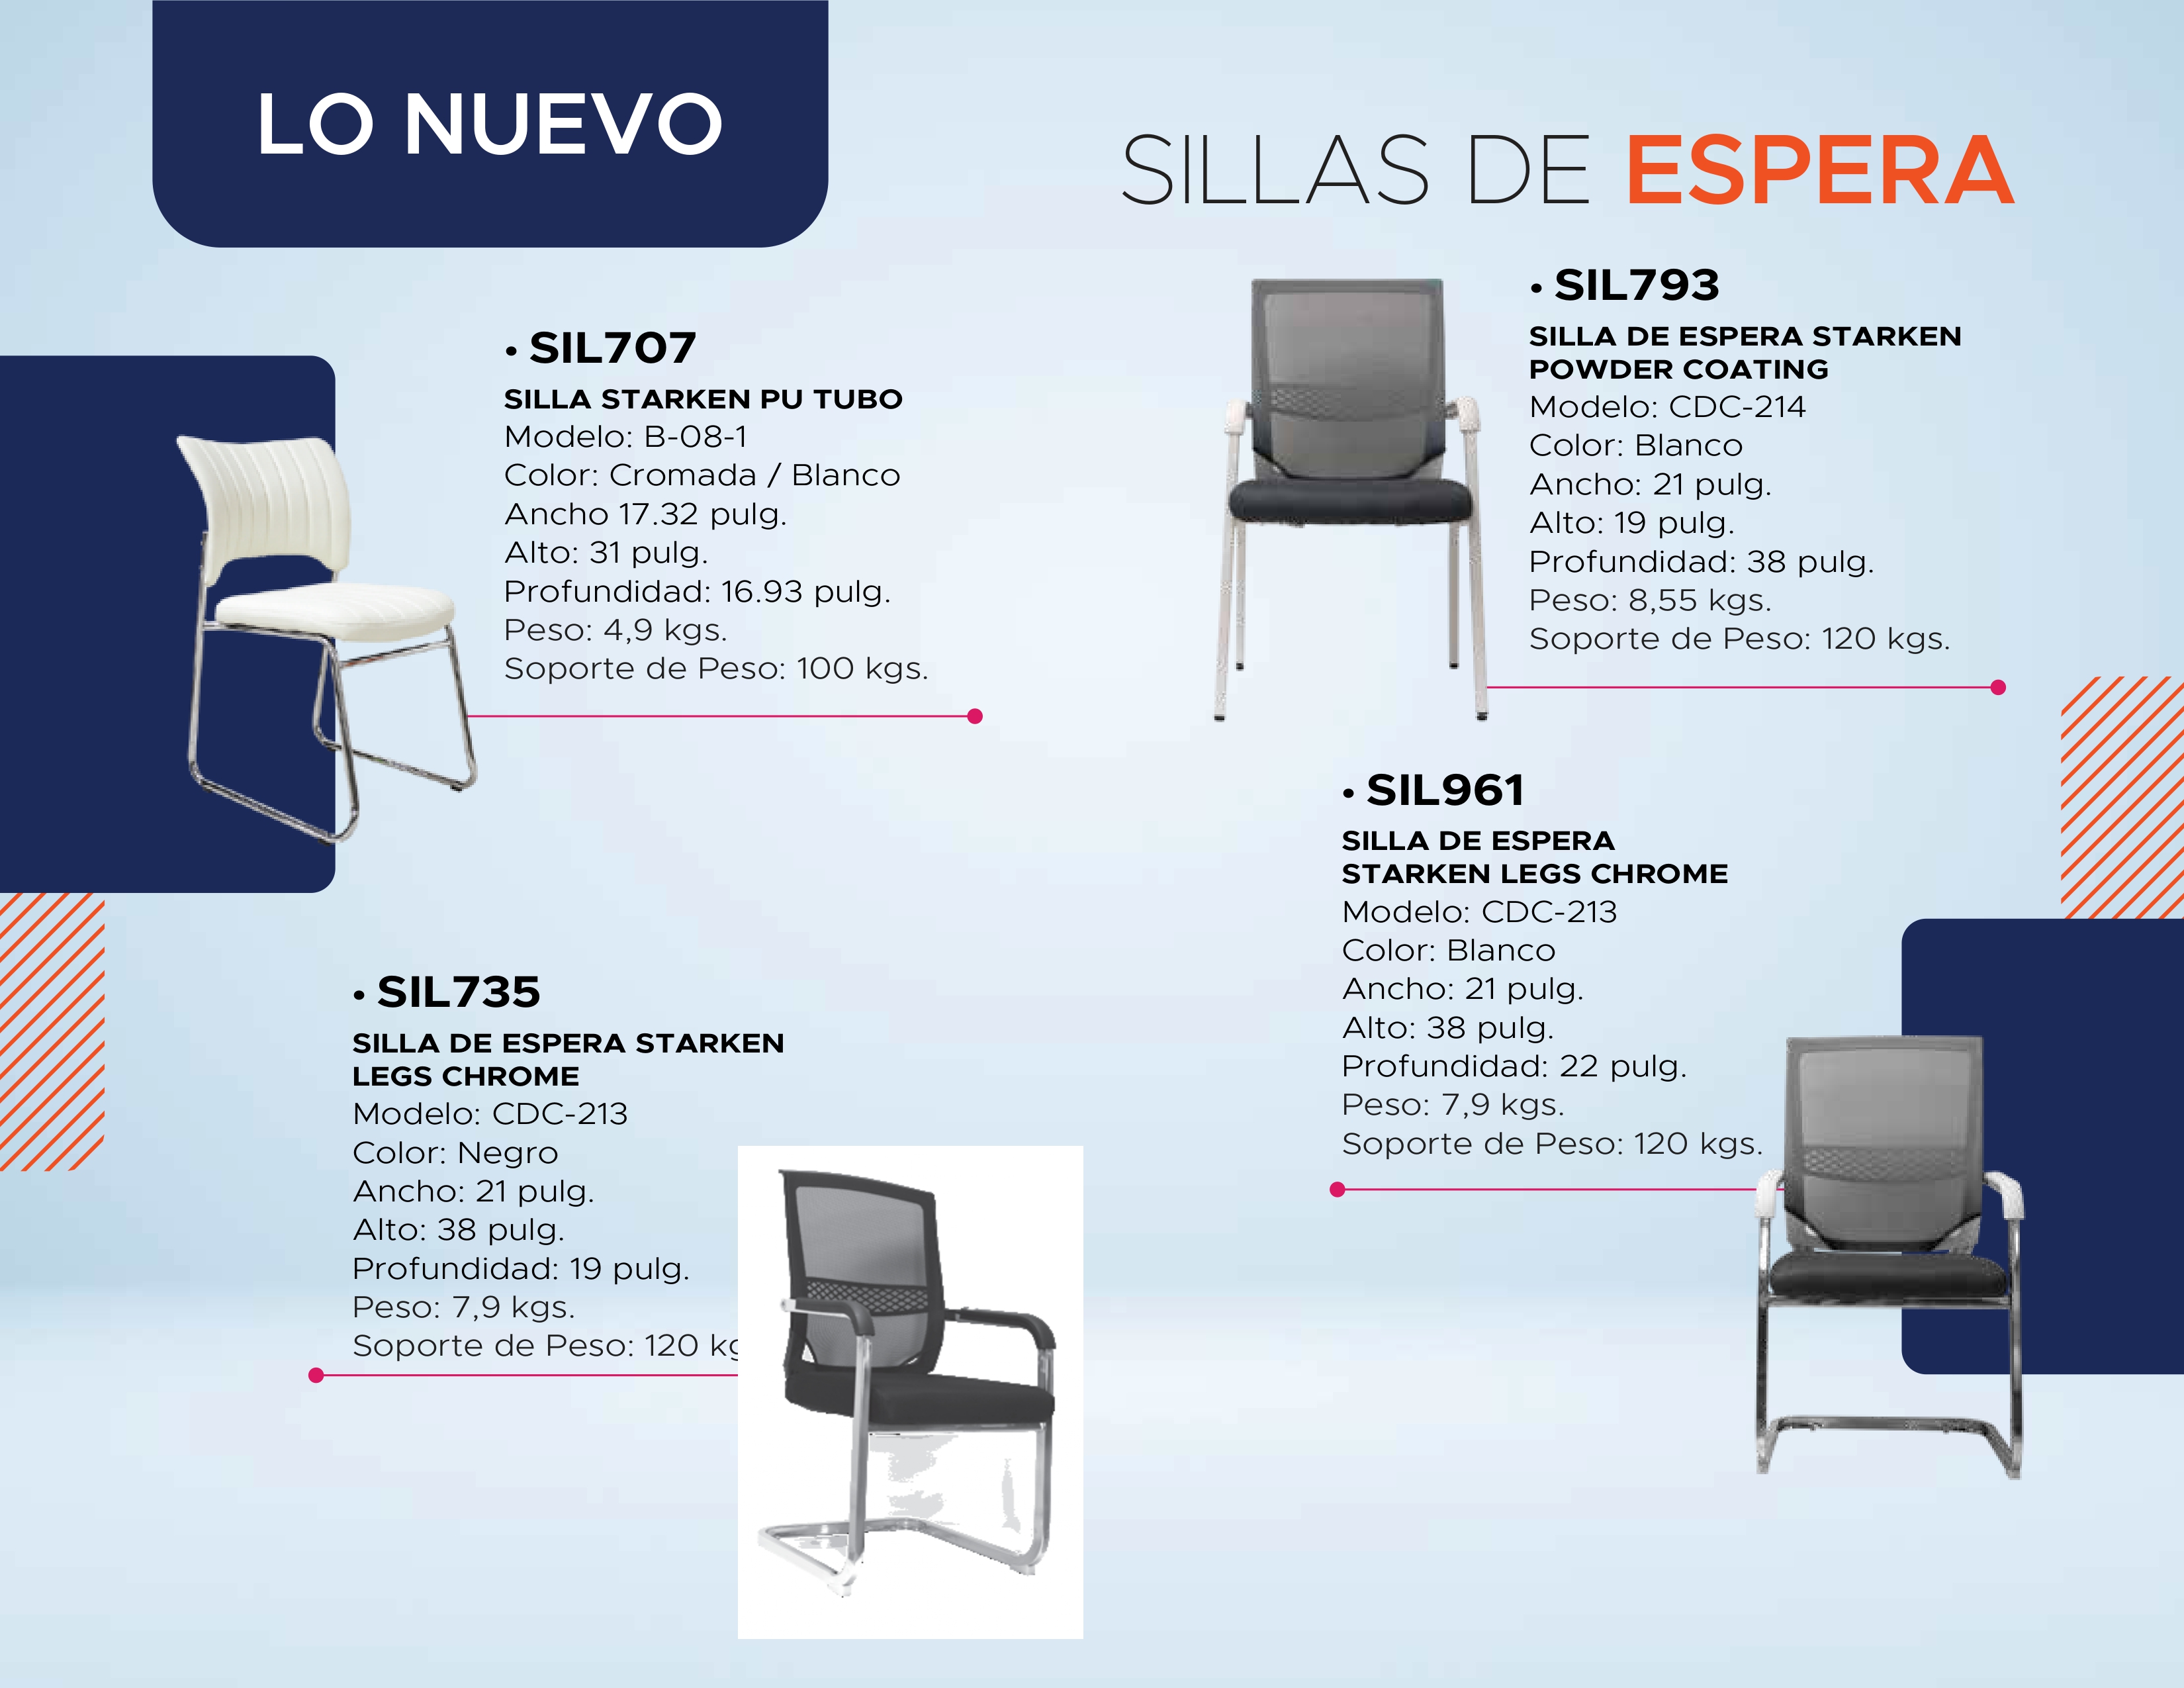 LO NUEVO
SILLAS DE ESPERA
• SIL707
SILLA STARKEN PU TUBO
Modelo: B-08-1
Color: Cromada / Blanco
Ancho 17.32 pulg.
Alto: 31 pulg.
Profundidad: 16.93 pulg.
Peso: 4,9 kgs.
Soporte de Peso: 100 kgs.
• SIL793
SILLA DE ESPERA STARKEN
POWDER COATING
Modelo: CDC-214
Color: Blanco
Ancho: 21 pulg.
Alto: 19 pulg.
Profundidad: 38 pulg.
Peso: 8,55 kgs.
Soporte de Peso: 120 kgs.
• SIL735
SILLA DE ESPERA STARKEN
LEGS CHROME
Modelo: CDC-213
Color: Negro
Ancho: 21 pulg.
Alto: 38 pulg.
Profundidad: 19 pulg.
Peso: 7,9 kgs.
Soporte de Peso: 120
• SIL961
SILLA DE ESPERA
STARKEN LEGS CHROME
Modelo: CDC-213
Color: Blanco
Ancho: 21 pulg.
Alto: 38 pulg.
Profundidad: 22 pulg.
Peso: 7,9 kgs.
Soporte de Peso: 120 kgs.